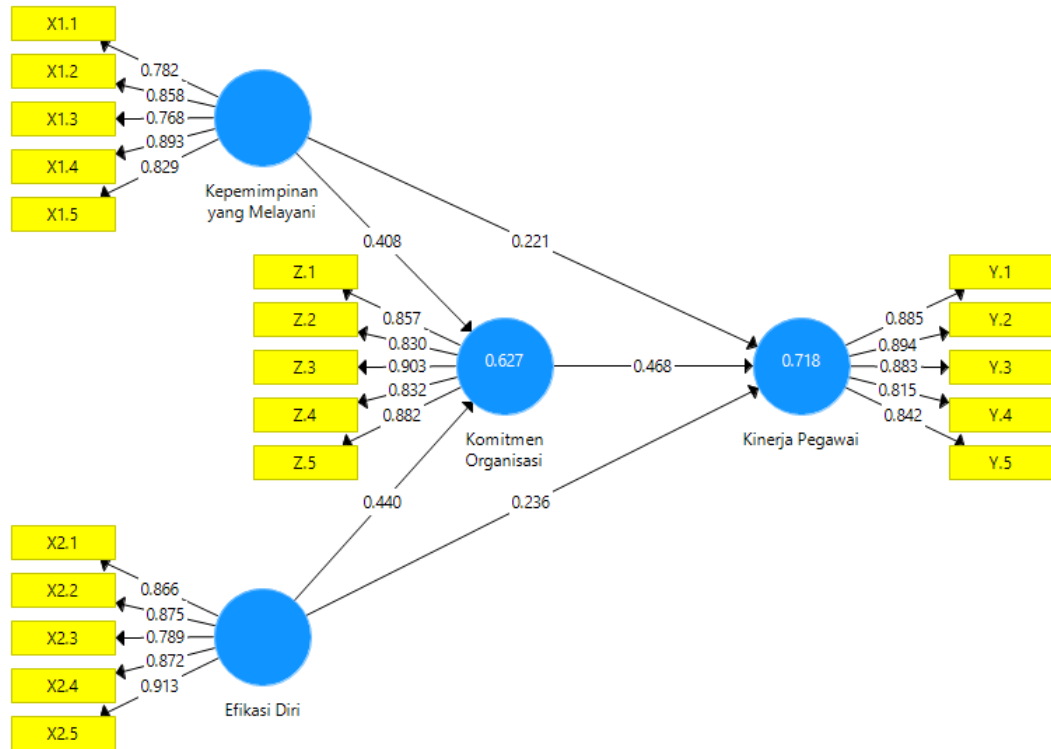 X1.1
X1.2
X1.3
X1.4
X1.5
0.782
0.858
0.768
0.893
0.829
Kepemimpinan
yang Melayani
0.408
0.221
Z.1
Z.2
Z.3
Z.4
Z.5
0.857
0.830
0.903
0.832
0.882
0.627
Komitmen
Organisasi
0.468
0.718
Kinerja Pegawai
0.885
0.894
0.883
0.815
0.842
Y.1
Y.2
Y.3
Y.4
Y.5
0.440
0.236
X2.1
X2.2
X2.3
X2.4
X2.5
0.866
0.875
0.789
0.872
0.913
Efikasi Diri